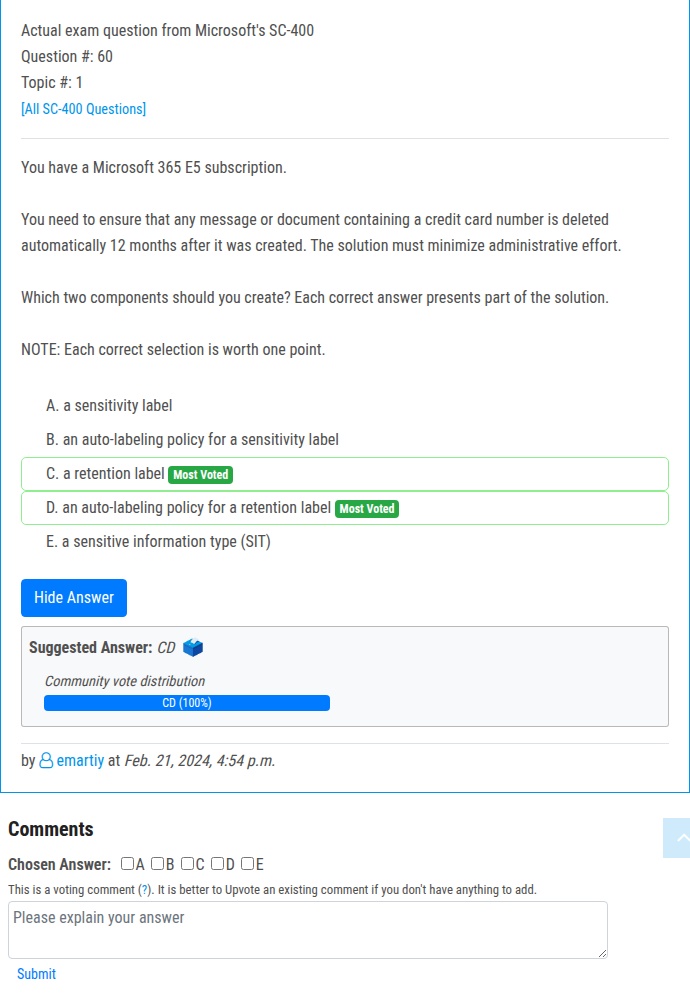 Actual exam question from Microsoft's SC-400
Question #: 60
Topic #: 1
[All SC-400 Questions]
You have a Microsoft 365 E5 subscription.
You need to ensure that any message or document containing a credit card number is deleted
automatically 12 months after it was created. The solution must minimize administrative effort.
Which two components should you create? Each correct answer presents part of the solution.
NOTE: Each correct selection is worth one point.
A. a sensitivity label
B. an auto-labeling policy for a sensitivity label
C. a retention label Most Voted
D. an auto-labeling policy for a retention label Most Voted
E. a sensitive information type (SIT)
Hide Answer
Suggested Answer: CD
Community vote distribution
CD (100%)
by emartiy at Feb. 21, 2024, 4:54 p.m.
Comments
Chosen Answer: A B C D E
This is a voting comment (?). It is better to Upvote an existing comment if you don't have anything to add.
Please explain your answer
Submit